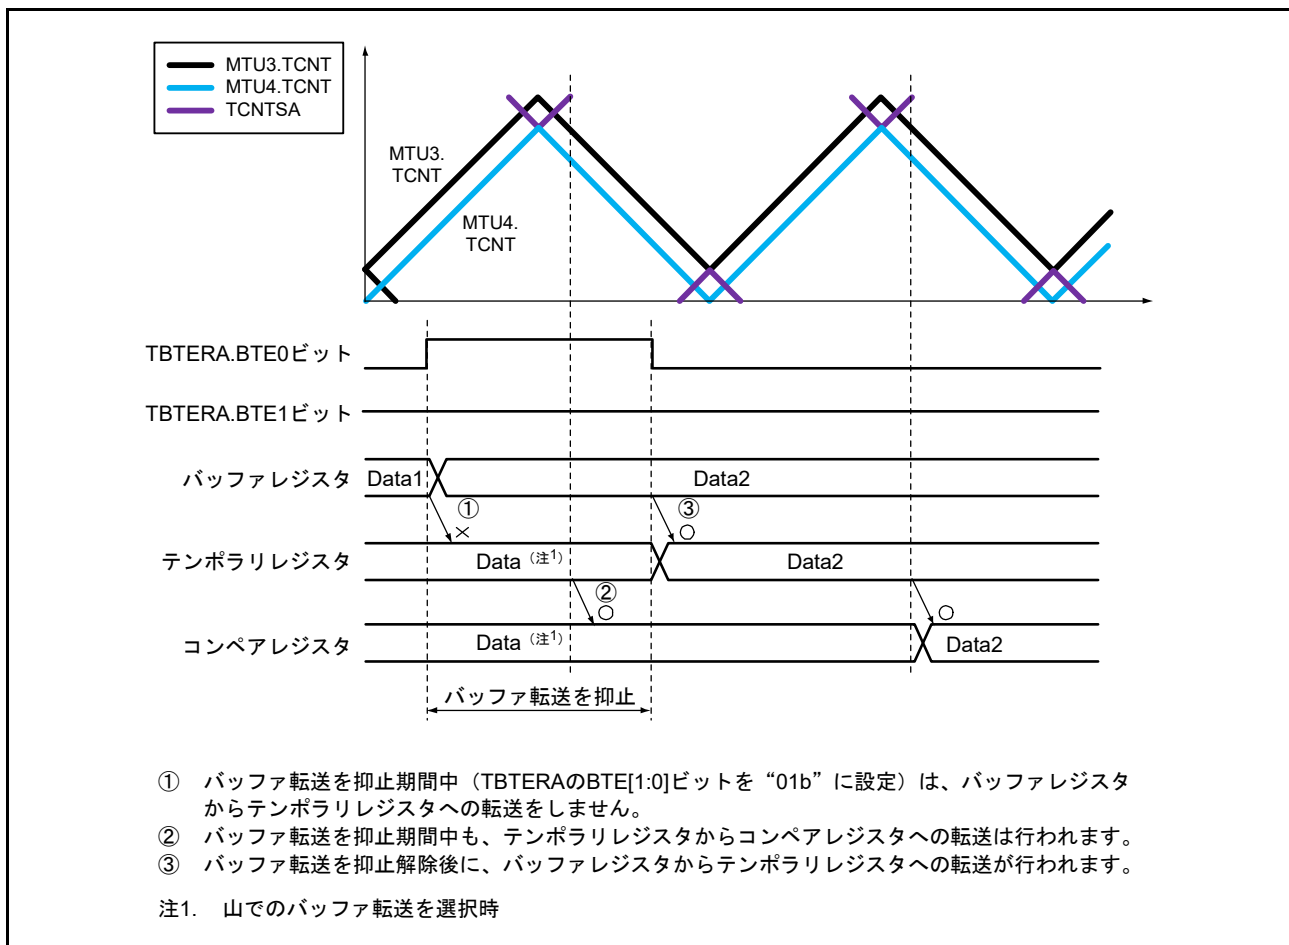 MTU3.TCNT
MTU4.TCNT
TCNTSA
MTU3.
TCNT
MTU4.
TCNT
TBTERA.BTE0ビット
TBTERA.BTE1ビット
バッファレジスタ Data1 Data2
① ③
× ○
テンポラリレジスタ Data（注1） Data2
②
○ ○
コンペアレジスタ Data（注1） Data2
バッファ転送を抑止
① バッファ転送を抑止期間中（TBTERAのBTE[1:0]ビットを“01b”に設定）は、バッファレジスタ
からテンポラリレジスタへの転送をしません。
② バッファ転送を抑止期間中も、テンポラリレジスタからコンペアレジスタへの転送は行われます。
③ バッファ転送を抑止解除後に、バッファレジスタからテンポラリレジスタへの転送が行われます。
注1. 山でのバッファ転送を選択時